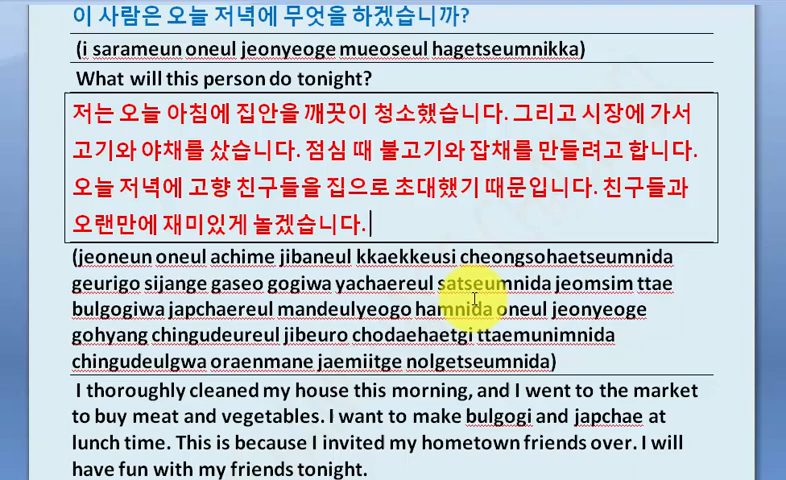 이 사람은 오늘 저녁에 무엇을 하겠습니까?
(i sarameun oneul jeonyeoge mueoseul hagetseumnikka)
What will this person do tonight?
저는 오늘 아침에 집안을 깨끗이 청소했습니다. 그리고 시장에 가서
고기와 야채를 샀습니다. 점심 때 불고기와 잡채를 만들려고 합니다.
오늘 저녁에 고향 친구들을 집으로 초대했기 때문입니다. 친구들과
오랜만에 재미있게 놀겠습니다.
(jeoneun oneul achime jibaneul kkaekkeusi cheongsohaetseumnida
geurigo sijange gaseo gogiwa yachaereul satseumnida jeomsim ttae
bulgogiwa japchaereul mandeulyeogo hamnida oneul jeonyeoge
gohyang chingudeureul jibeuro chodaehaetgi ttaemunimnida
chingudeulgwa oraenmane jaemiitge nolgetseumnida)
I thoroughly cleaned my house this morning, and I went to the market
to buy meat and vegetables. I want to make bulgogi and japchae at
lunch time. This is because I invited my hometown friends over. I will
have fun with my friends tonight.